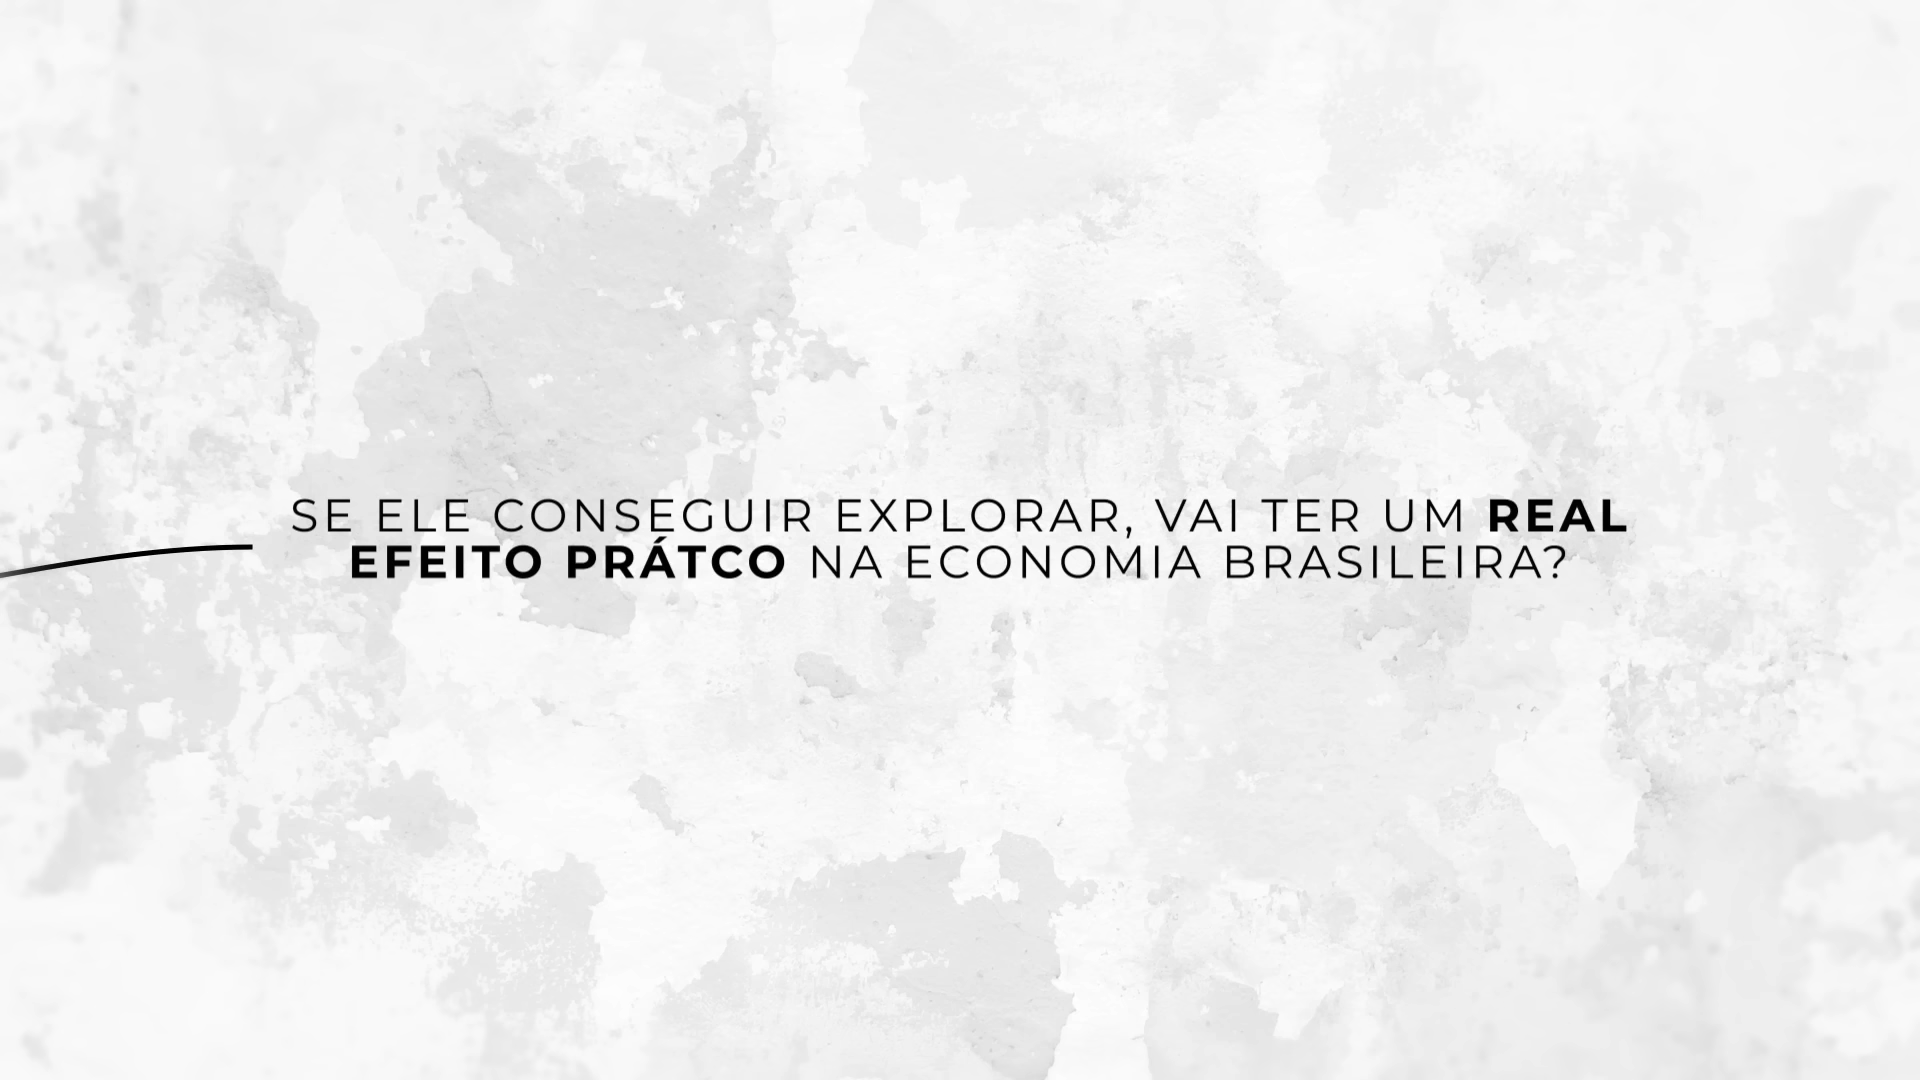 SE ELE CONSEGUIR EXPLORAR, VAI TER UM REAL
EFEITO PRÁTCO NA ECONOMIA BRASILEIRA?